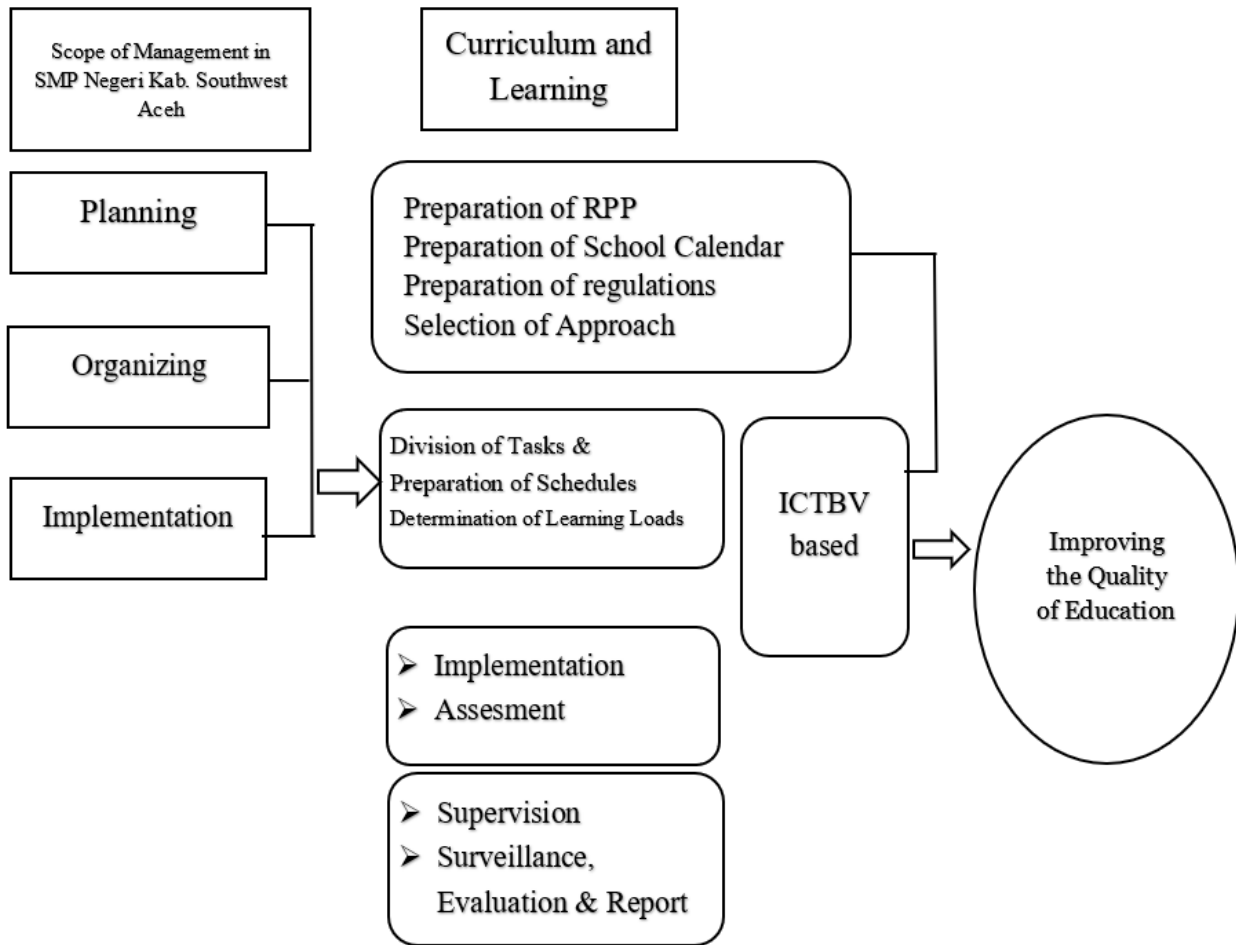 Scope of Management in
SMP Negeri Kab. Southwest
Aceh
Curriculum and
Learning
Planning
Organizing
Implementation
Preparation of RPP
Preparation of School Calendar
Preparation of regulations
Selection of Approach
Division of Tasks &
Preparation of Schedules
Determination of Learning Loads
➢ Implementation
➢ Assesment
➢ Supervision
➢ Surveillance,
Evaluation & Report
ICTBV
based
Improving
the Quality
of Education